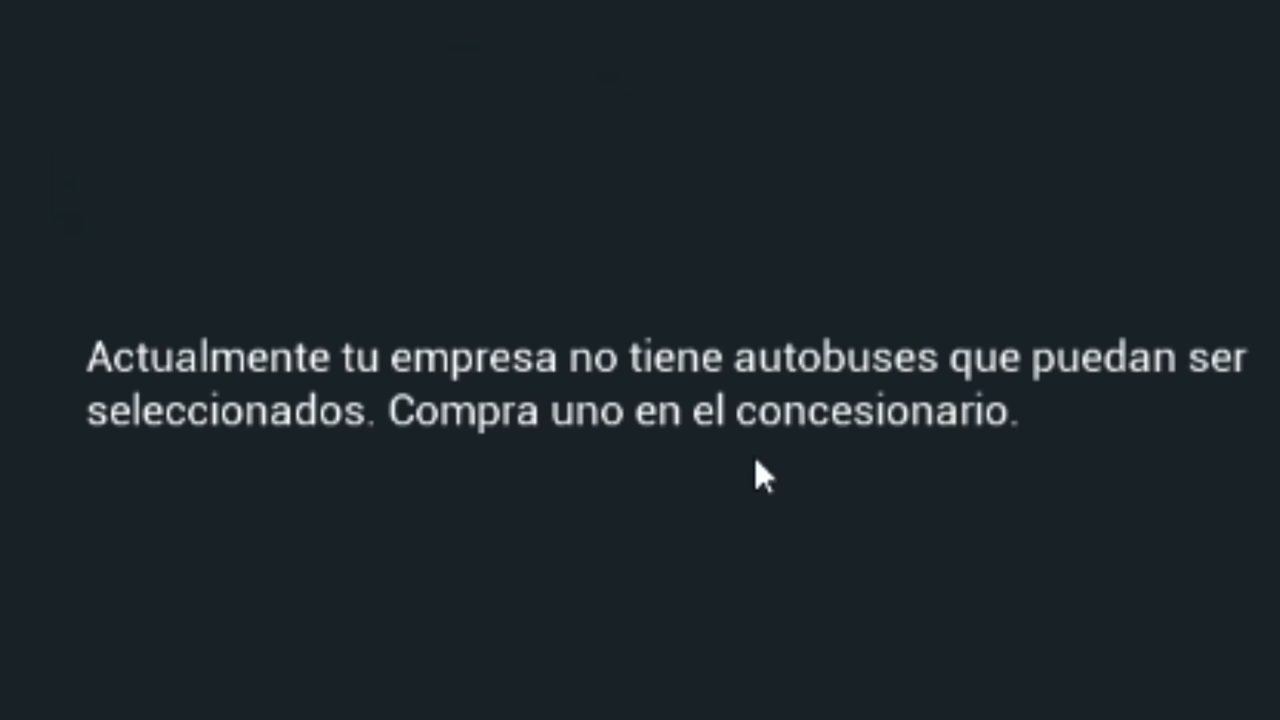 Actualmente tu empresa no tiene autobuses que puedan ser
seleccionados. Compra uno en el concesionario.